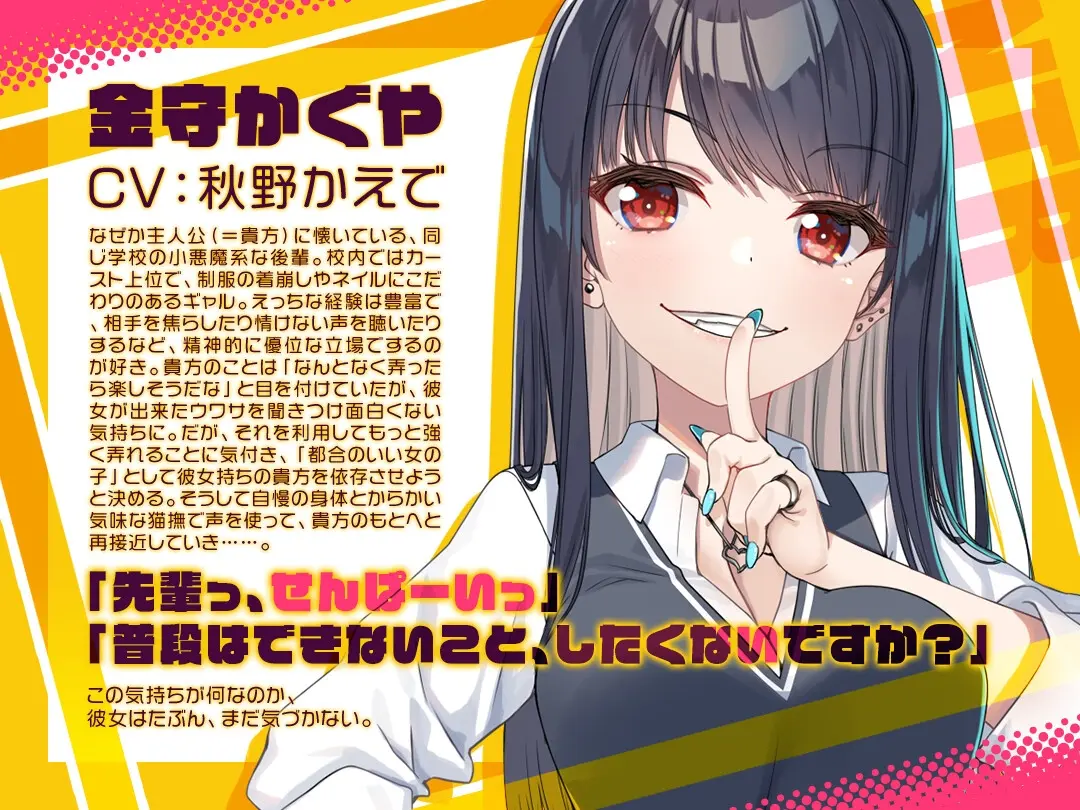 金守かぐや
CV：秋野かえで
なぜか主人公（＝貴方）に懐いている、同
じ学校の小悪魔系な後輩。校内ではカー
スト上位で、制服の着崩しやネイルにこだ
わりのあるギャル。えっちな経験は豊富で
、相手を焦らしたり情けない声を聴いたり
するなど、精神的に優位な立場でするの
が好き。貴方のことは「なんとなく弄った
ら楽しそうだな」と目を付けていたが、彼
女が出来たウワサを聞きつけ面白くない
気持ちに。だが、それを利用してもっと強
く弄れることに気付き、「都合のいい女の
子」として彼女持ちの貴方を依存させよう
と決める。そうして自慢の身体とからかい
気味な猫撫で声を使って、貴方のもとへと
再接近していき……。
「先輩っ、せんぱーいっ」
「普段はできないこと、したくないですか？」
この気持ちが何なのか、
彼女はたぶん、まだ気づかない。